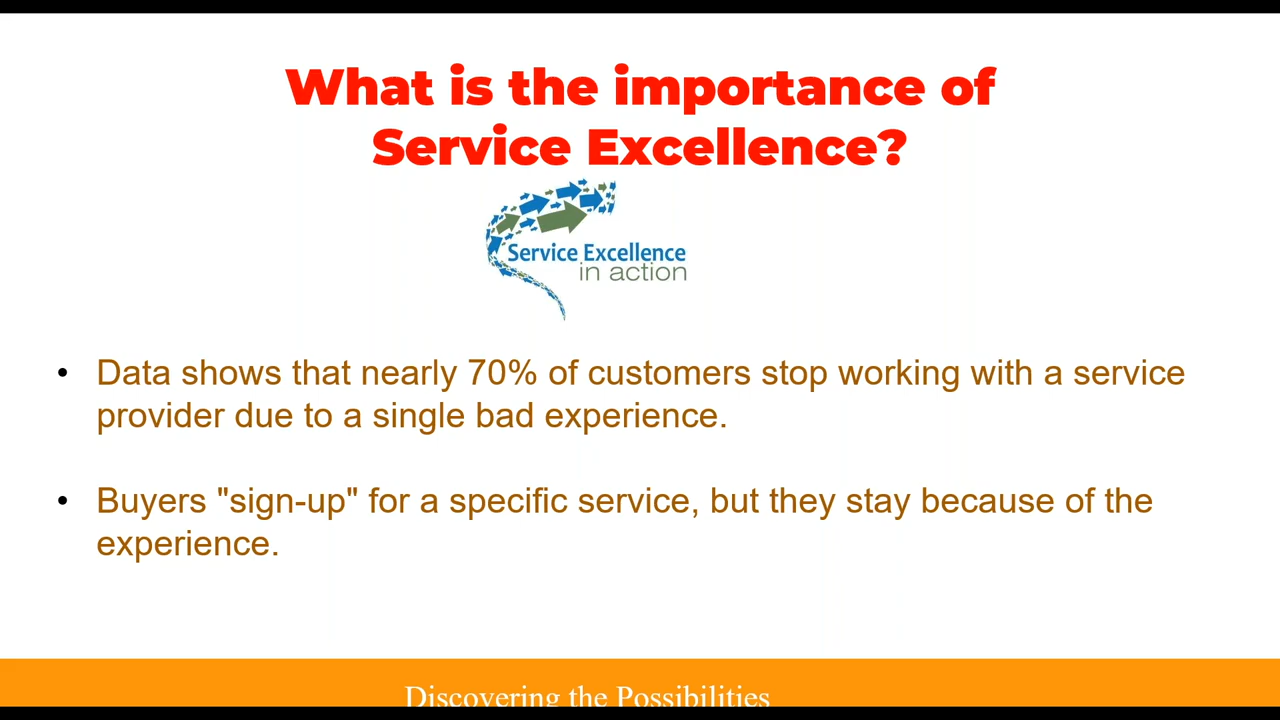 What is the importance of
Service Excellence?
Service Excellence
in action
• Data shows that nearly 70% of customers stop working with a service
provider due to a single bad experience.
• Buyers "sign-up" for a specific service, but they stay because of the
experience.
Discovering the Possibilities